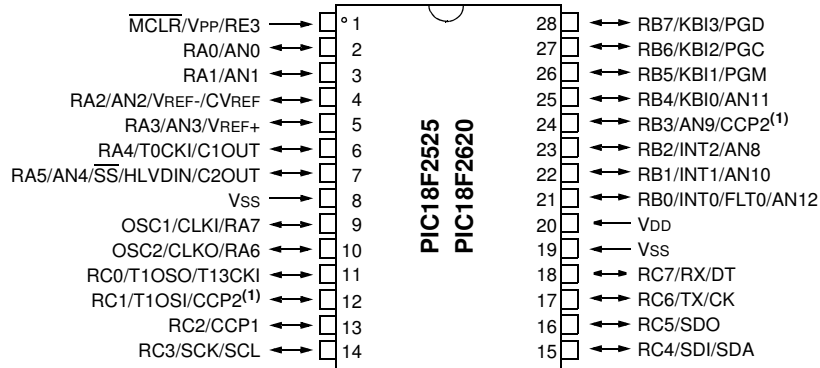 MCLR/VPP/RE3 °1 28 RB7/KBI3/PGD
RA0/AN0 2 27 RB6/KBI2/PGC
RA1/AN1 3 26 RB5/KBI1/PGM
RA2/AN2/VREF-/CVREF 4 25 RB4/KBI0/AN11
RA3/AN3/VREF+ 5 24 RB3/AN9/CCP2(1)
RA4/T0CKI/C1OUT 6 23 RB2/INT2/AN8
RA5/AN4/SS/HLVDIN/C2OUT 7 22 RB1/INT1/AN10
VSS 8 21 RB0/INT0/FLT0/AN12
OSC1/CLKI/RA7 9 20 VDD
OSC2/CLKO/RA6 10 19 VSS
RC0/T1OSO/T13CKI 11 18 RC7/RX/DT
RC1/T1OSI/CCP2(1) 12 17 RC6/TX/CK
RC2/CCP1 13 16 RC5/SDO
RC3/SCK/SCL 14 15 RC4/SDI/SDA
PIC18F2525
PIC18F2620